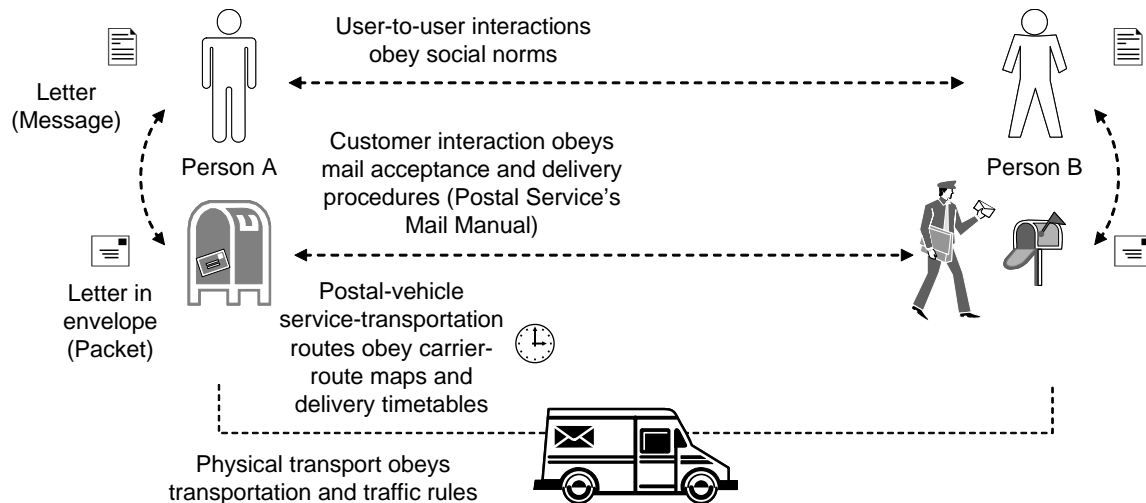 User-to-user interactions
obey social norms
Letter
(Message)
Person A
Person B
Customer interaction obeys
mail acceptance and delivery
procedures (Postal Service's
Mail Manual)
Letter in
envelope
(Packet)
Postal-vehicle
service-transportation
routes obey carrier-
route maps and
delivery timetables
Physical transport obeys
transportation and traffic rules